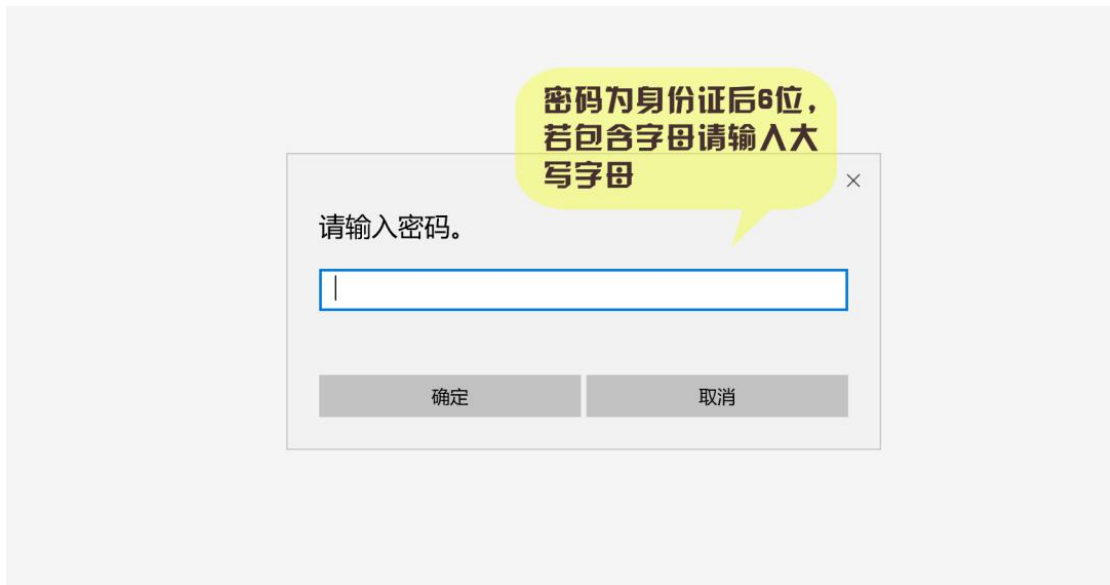 密码为身份证后6位，
若包含字母请输入大
写字母
请输入密码。
确定
取消